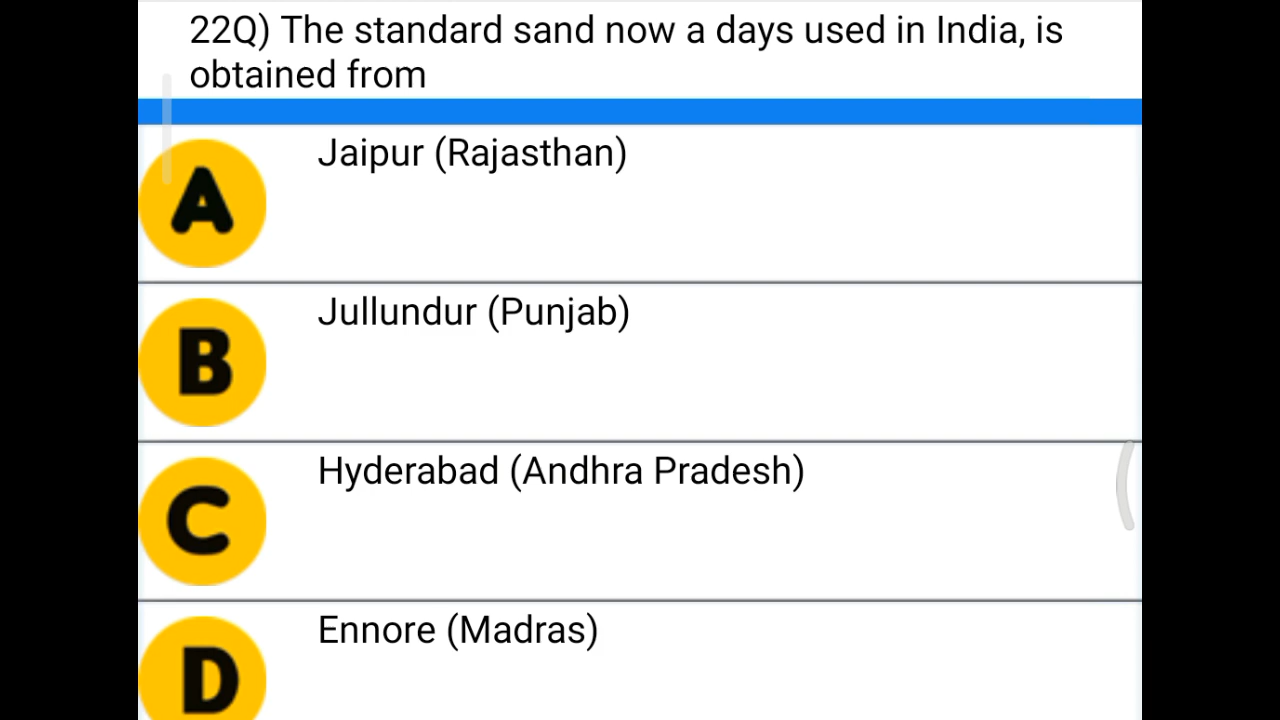 22Q) The standard sand now a days used in India, is
obtained from
A
Jaipur (Rajasthan)
B
Jullundur (Punjab)
C
Hyderabad (Andhra Pradesh)
D
Ennore (Madras)